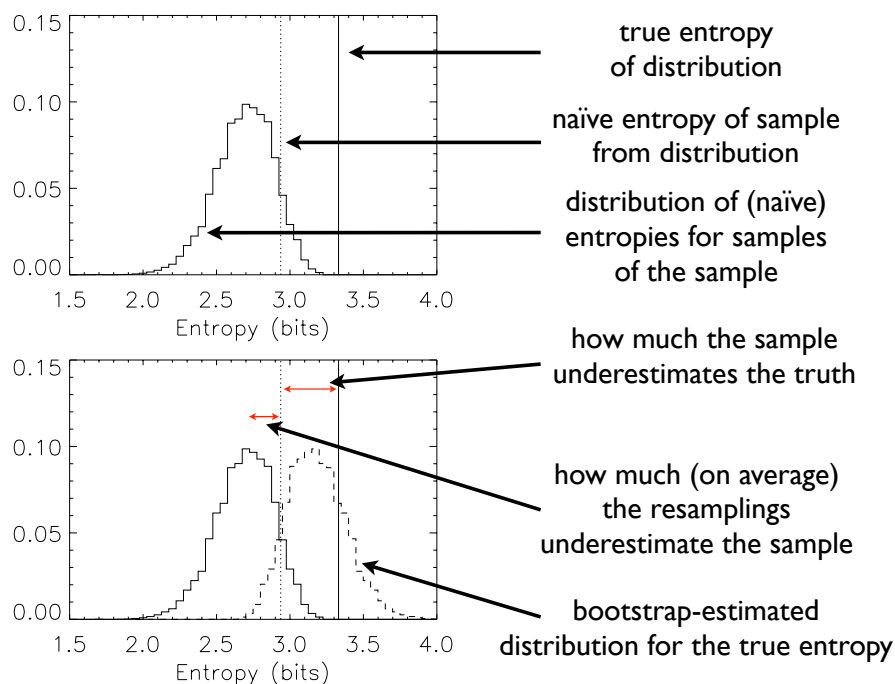 0.15
0.10
0.05
0.00
1.5 2.0 2.5 3.0 3.5 4.0
Entropy (bits)
true entropy
of distribution
naïve entropy of sample
from distribution
distribution of (naïve)
entropies for samples
of the sample
0.15
0.10
0.05
0.00
1.5 2.0 2.5 3.0 3.5 4.0
Entropy (bits)
how much the sample
underestimates the truth
how much (on average)
the resamplings
underestimate the sample
bootstrap-estimated
distribution for the true entropy